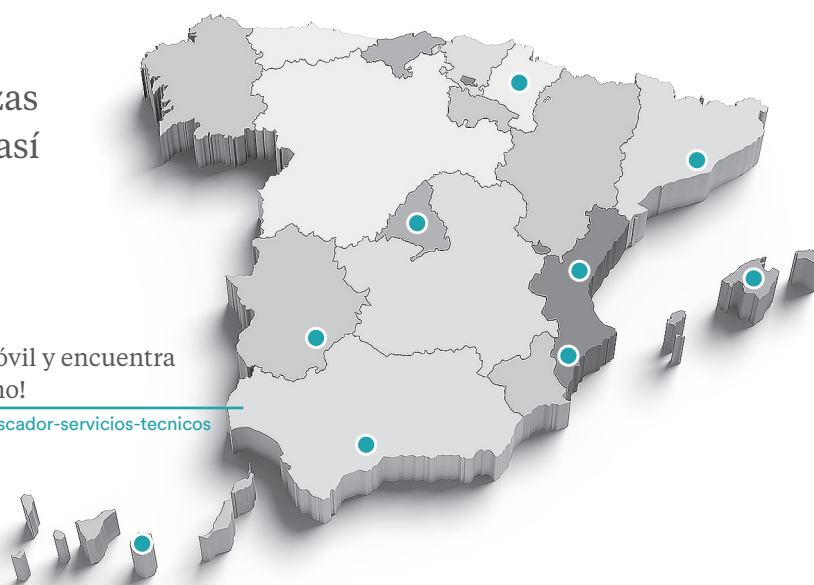 zas
así
óvil y encuentra
no!
scador-servicios-tecnicos